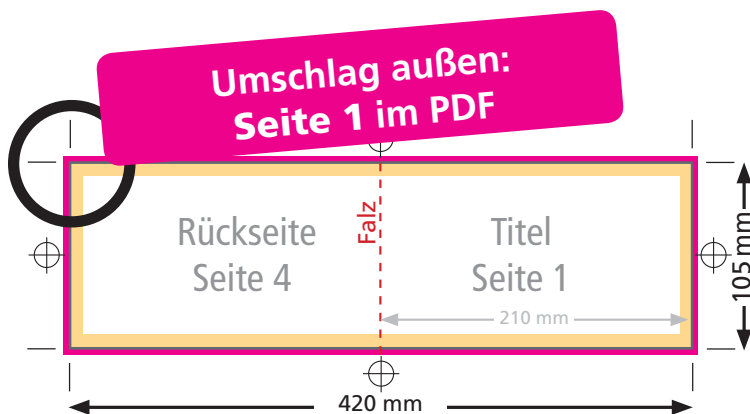 Umschlag außen:
Seite 1 im PDF
Rückseite
Seite 4
Falz
Titel
Seite 1
210 mm
105 mm
420 mm